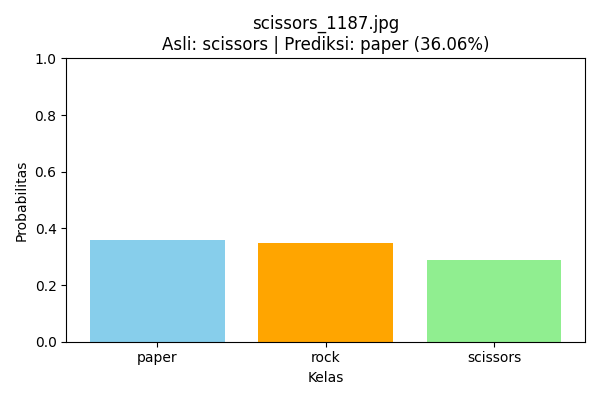 scissors_1187.jpg
Asli: scissors | Prediksi: paper (36.06%)
1.0
0.8
0.6
0.4
0.2
0.0
Probabilitas
paper rock scissors
Kelas